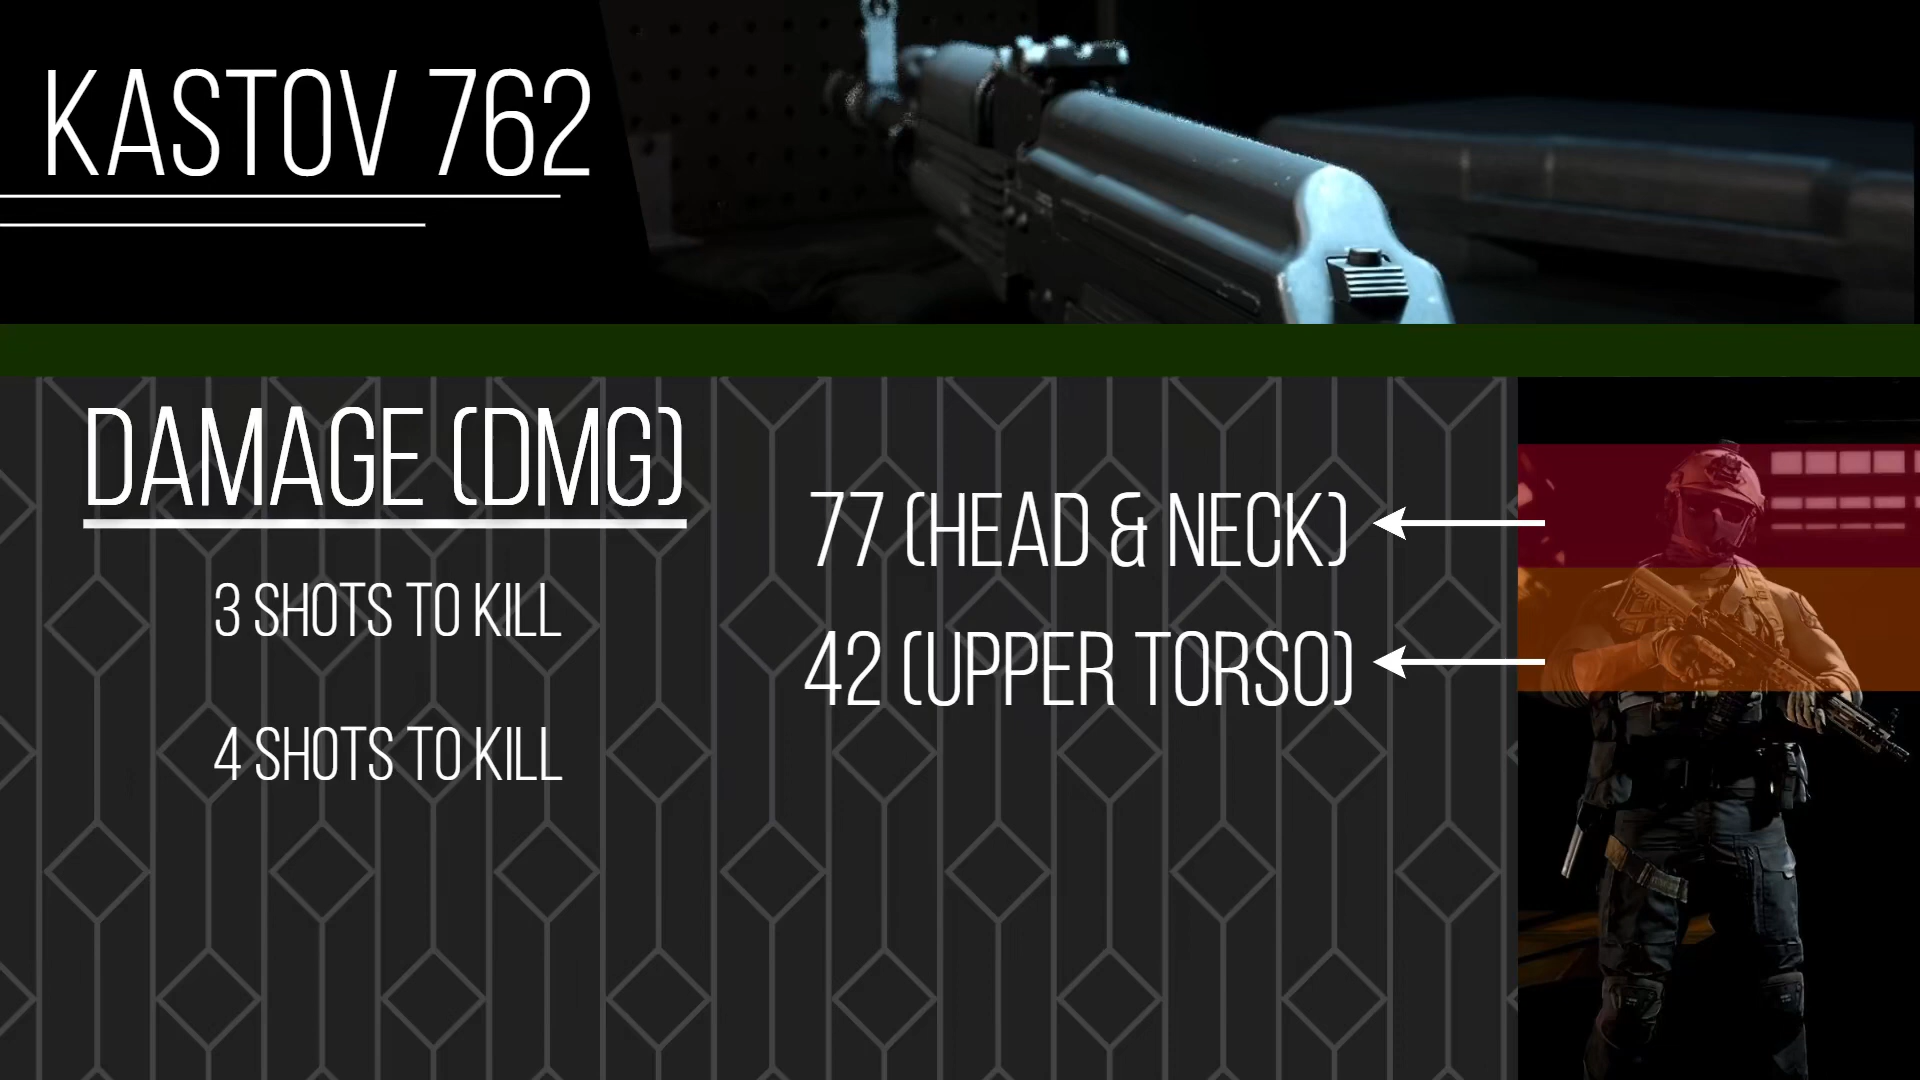 KASTOV 762
DAMAGE (DMG)
3 SHOTS TO KILL
4 SHOTS TO KILL
77 (HEAD & NECK)
42 (UPPER TORSO)